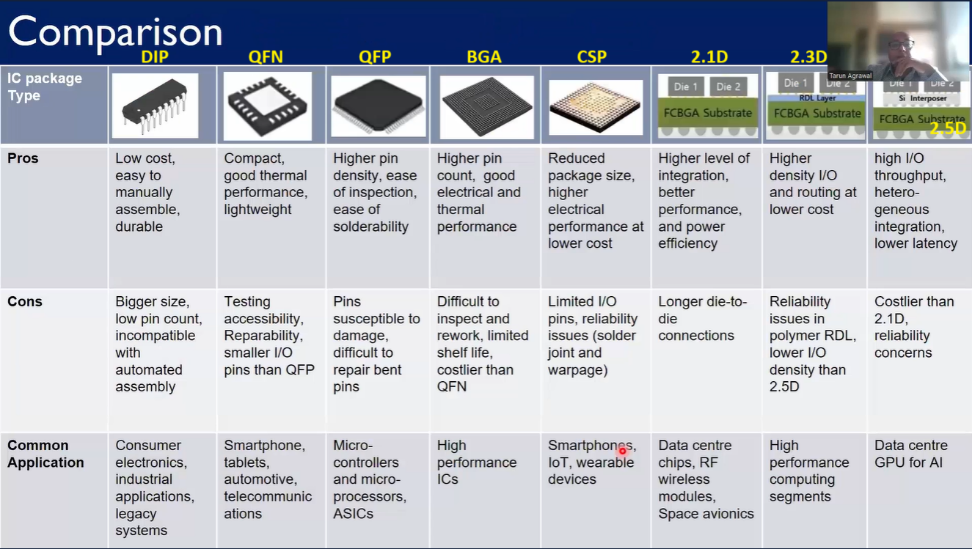 Comparison
DIP
QFN
QFP
BGA
CSP
2.1D
2.3D
Tarun Agrawal
IC package
Type
Die 1 Die 2
FCBGA Substrate
Die 1 Die 2
RDL Layer
FCBGA Substrate
Die 1 Die 2
Si Interposer
FCBGA Substrate
2.5D
Pros
Low cost,
easy to
manually
assemble,
durable
Compact,
good thermal
performance,
lightweight
Higher pin
density, ease
of inspection,
ease of
solderability
Higher pin
count, good
electrical and
thermal
performance
Reduced
package size,
higher
electrical
performance at
lower cost
Higher level of
integration,
better
performance,
and power
efficiency
Higher
density I/O
and routing at
lower cost
high I/O
throughput,
hetero-
geneous
integration,
lower latency
Cons
Bigger size,
low pin count,
incompatible
with
automated
assembly
Testing
accessibility,
Reparability,
smaller I/O
pins than QFP
Pins
susceptible to
damage,
difficult to
repair bent
pins
Difficult to
inspect and
rework, limited
shelf life,
costlier than
QFN
Limited I/O
pins, reliability
issues (solder
joint and
warpage)
Longer die-to-
die
connections
Reliability
issues in
polymer RDL,
lower I/O
density than
2.5D
Costlier than
2.1D,
reliability
concerns
Common
Application
Consumer
electronics,
industrial
applications,
legacy
systems
Smartphone,
tablets,
automotive,
telecommunic
ations
Micro-
controllers
and micro-
processors,
ASICs
High
performance
ICs
Smartphones,
IoT, wearable
devices
Data centre
chips, RF
wireless
modules,
Space avionics
High
performance
computing
segments
Data centre
GPU for AI